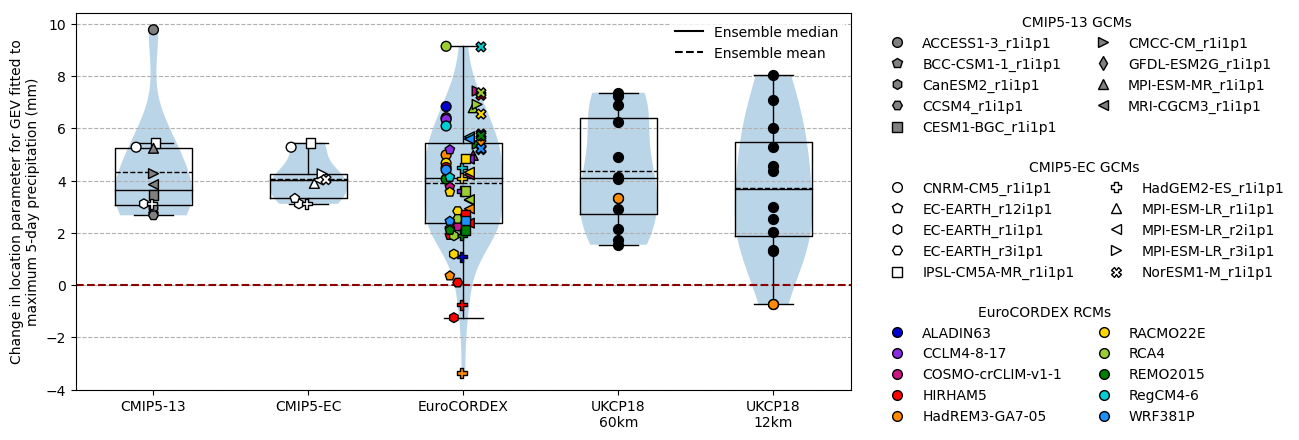 Change in location parameter for GEV fitted to
maximum 5-day precipitation (mm)
10
8
6
4
2
0
−2
−4
Ensemble median
Ensemble mean
CMIP5-13
CMIP5-EC
EuroCORDEX
UKCP18
60km
UKCP18
12km
CMIP5-13 GCMs
ACCESS1-3_r1i1p1
BCC-CSM1-1_r1i1p1
CanESM2_r1i1p1
CCSM4_r1i1p1
CESM1-BGC_r1i1p1
CMCC-CM_r1i1p1
GFDL-ESM2G_r1i1p1
MPI-ESM-MR_r1i1p1
MRI-CGCM3_r1i1p1
CMIP5-EC GCMs
CNRM-CM5_r1i1p1
EC-EARTH_r12i1p1
EC-EARTH_r1i1p1
EC-EARTH_r3i1p1
IPSL-CM5A-MR_r1i1p1
HadGEM2-ES_r1i1p1
MPI-ESM-LR_r1i1p1
MPI-ESM-LR_r2i1p1
MPI-ESM-LR_r3i1p1
NorESM1-M_r1i1p1
EuroCORDEX RCMs
ALADIN63
CCLM4-8-17
COSMO-crCLIM-v1-1
HIRHAM5
HadREM3-GA7-05
RACMO22E
RCA4
REMO2015
RegCM4-6
WRF381P